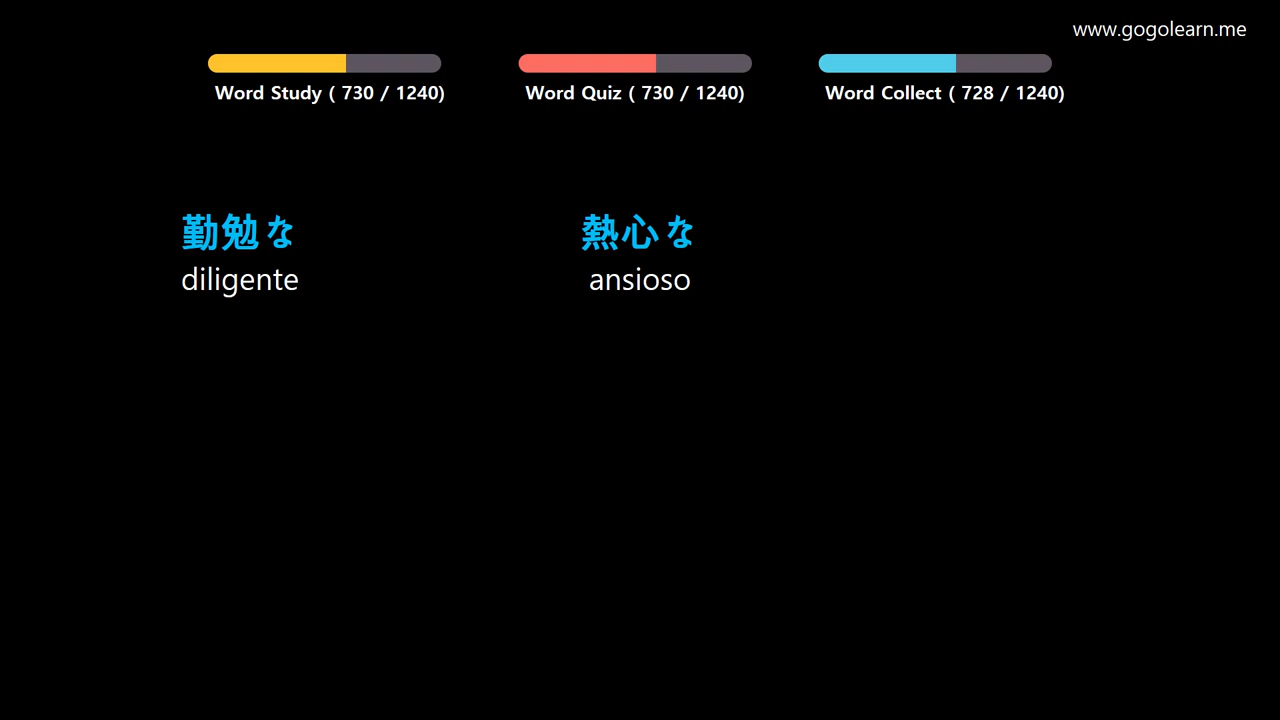 www.gogolearn.me
Word Study ( 730 / 1240)
Word Quiz ( 730 / 1240)
Word Collect ( 728 / 1240)
勤勉な
diligente
熱心な
ansioso